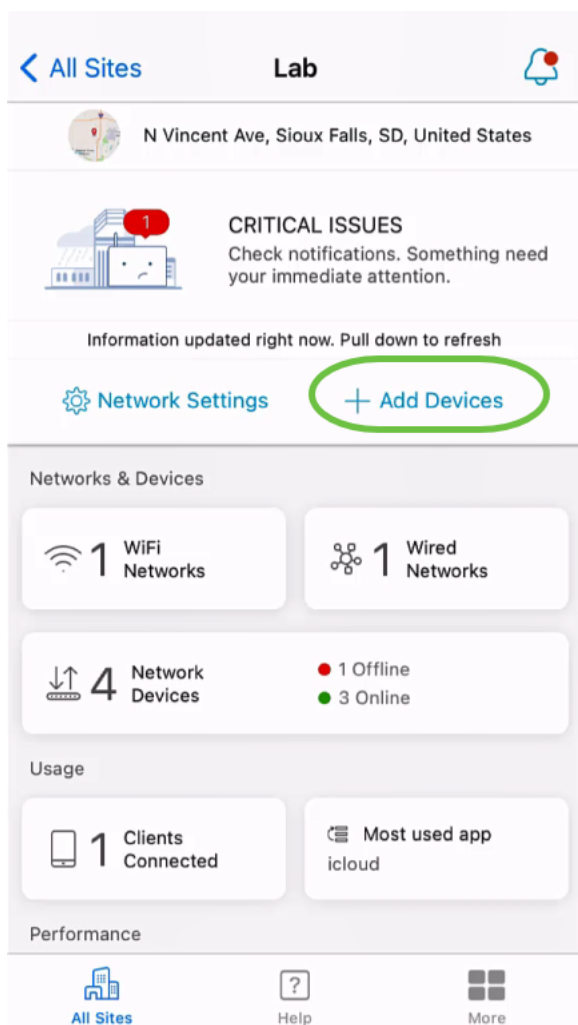 All Sites
Lab
N Vincent Ave, Sioux Falls, SD, United States
1
CRITICAL ISSUES
Check notifications. Something need
your immediate attention.
Information updated right now. Pull down to refresh
Network Settings
+ Add Devices
Networks & Devices
1 WiFi
Networks
1 Wired
Networks
4 Network
Devices
1 Offline
3 Online
Usage
1 Clients
Connected
Most used app
icloud
Performance
All Sites
?
Help
More